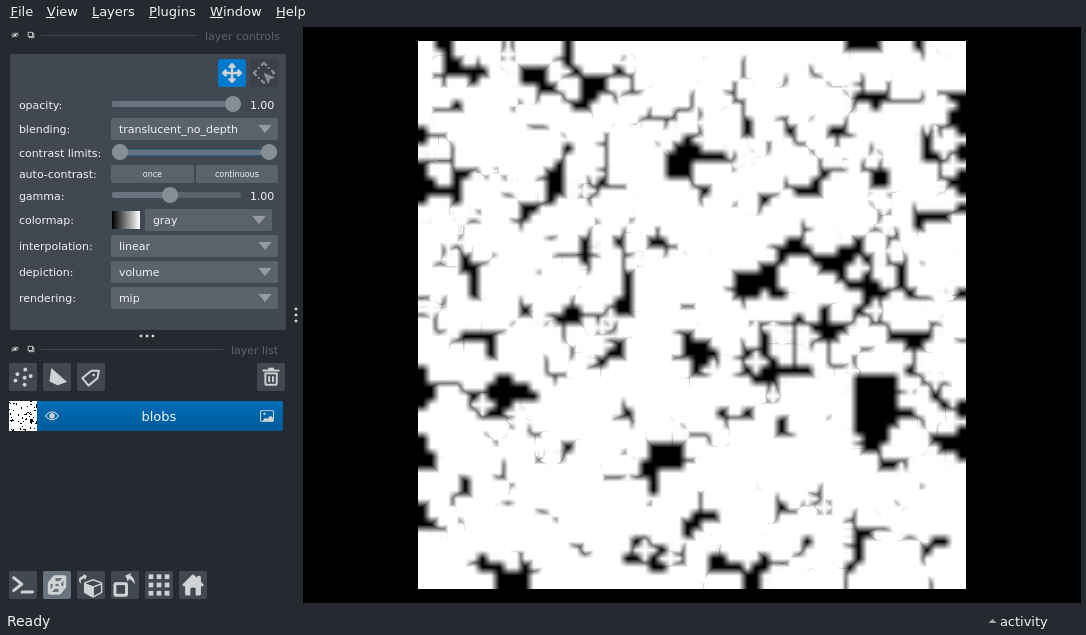 File View Layers Plugins Window Help
layer controls
opacity: 1.00
blending: translucent_no_depth
contrast limits:
auto-contrast: once continuous
gamma: 1.00
colormap: gray
interpolation: linear
depiction: volume
rendering: mip
layer list
blobs
Ready activity